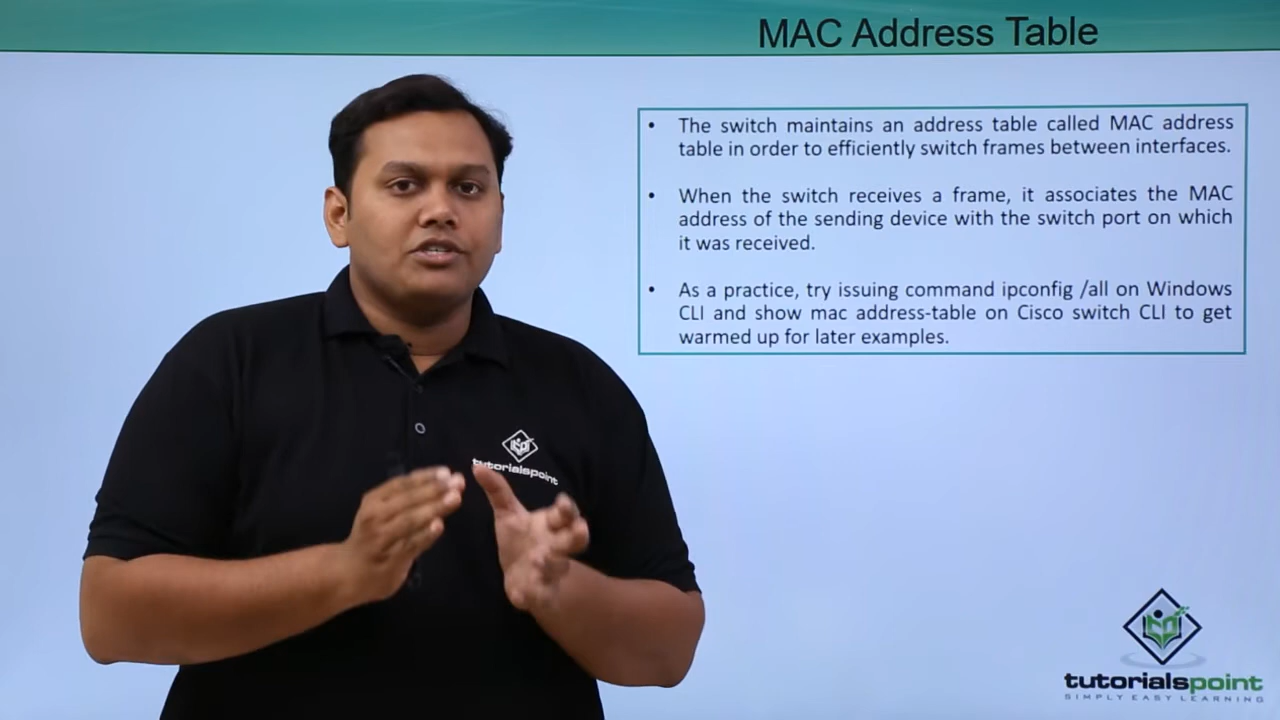 MAC Address Table
• The switch maintains an address table called MAC address
table in order to efficiently switch frames between interfaces.
• When the switch receives a frame, it associates the MAC
address of the sending device with the switch port on which
it was received.
• As a practice, try issuing command ipconfig /all on Windows
CLI and show mac address-table on Cisco switch CLI to get
warmed up for later examples.
tutorialspoint
tutorialspoint
SIMPLY EASY LEARNING